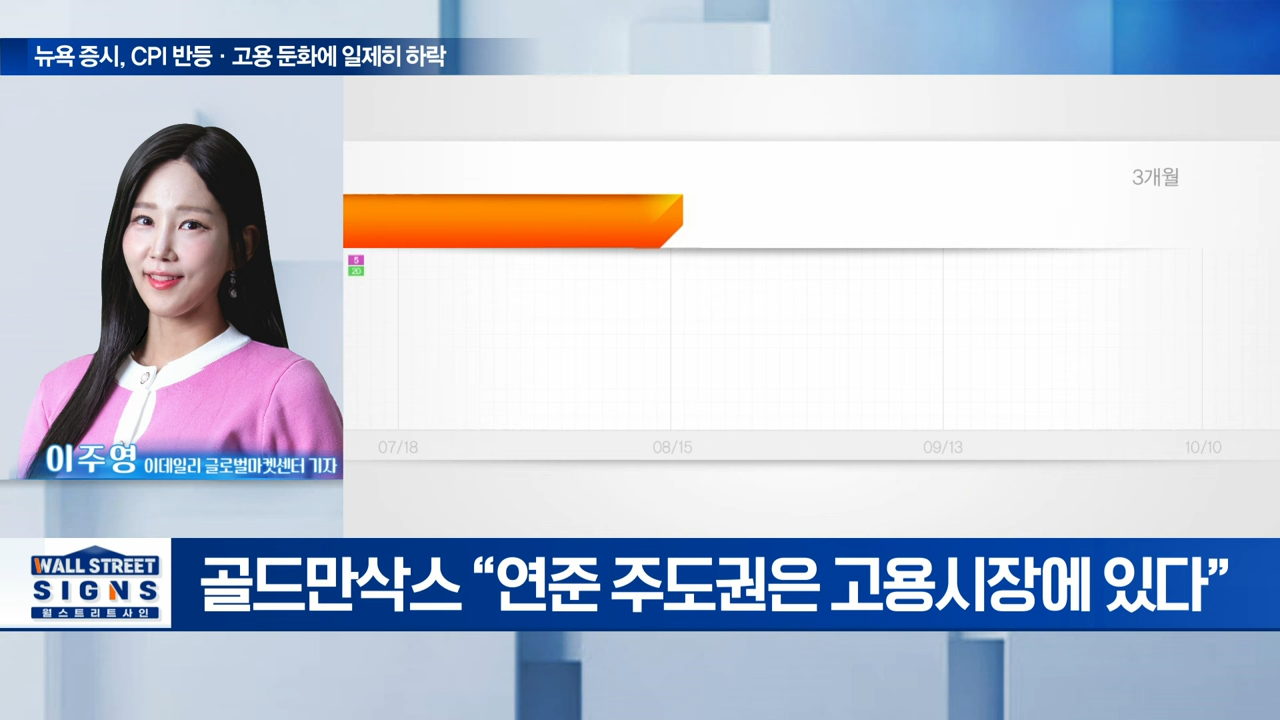 뉴욕 증시, CPI 반등 · 고용 둔화에 일제히 하락
3개월
5
20
07/18 08/15 09/13 10/10
이주영 이데일리 글로벌마켓센터 기자
WALL STREET
SIGNS
월스트리트사인
골드만삭스 “연준 주도권은 고용시장에 있다”